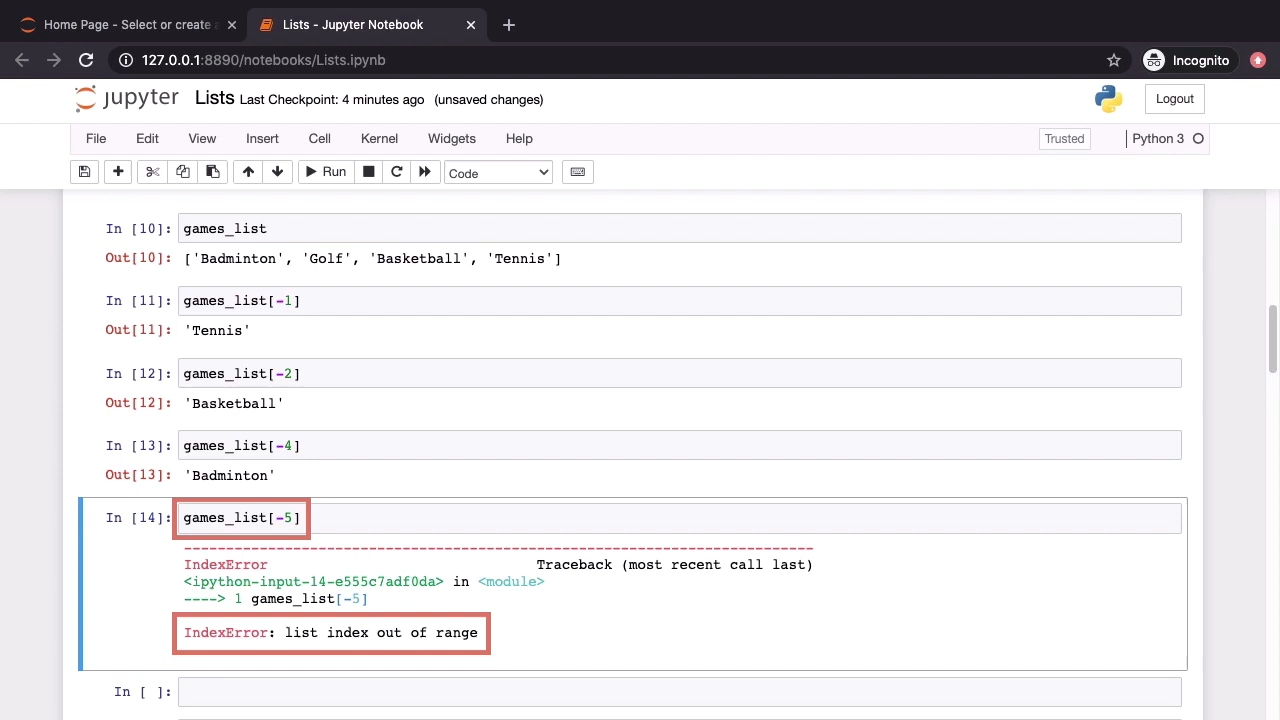 Home Page - Select or create a
Lists - Jupyter Notebook
127.0.0.1:8890/notebooks/Lists.ipynb
Incognito
jupyter Lists Last Checkpoint: 4 minutes ago (unsaved changes)
Logout
File Edit View Insert Cell Kernel Widgets Help
Trusted
Python 3
Run
Code
In [10]: games_list
Out[10]: ['Badminton', 'Golf', 'Basketball', 'Tennis']
In [11]: games_list[-1]
Out[11]: 'Tennis'
In [12]: games_list[-2]
Out[12]: 'Basketball'
In [13]: games_list[-4]
Out[13]: 'Badminton'
In [14]: games_list[-5]
---------------------------------------------------------------------------
IndexError                                Traceback (most recent call last)
<ipython-input-14-e555c7adf0da> in <module>
----> 1 games_list[-5]
IndexError: list index out of range
In [ ]: